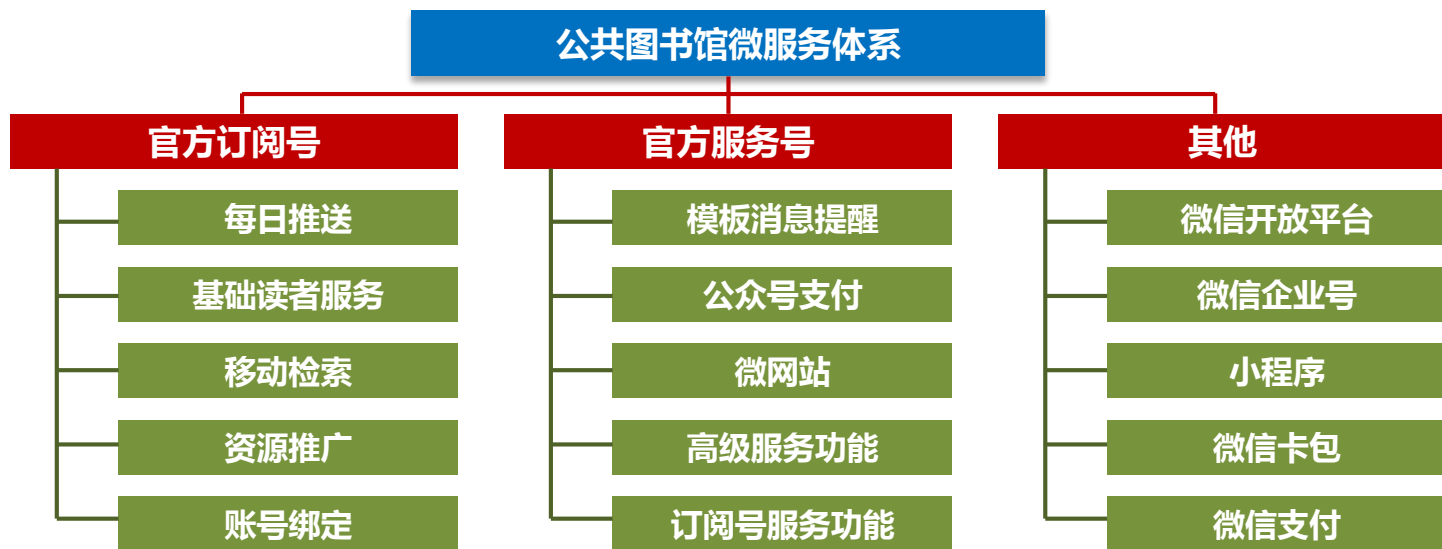 公共图书馆微服务体系
官方订阅号
每日推送
基础读者服务
移动检索
资源推广
账号绑定
官方服务号
模板消息提醒
公众号支付
微网站
高级服务功能
订阅号服务功能
其他
微信开放平台
微信企业号
小程序
微信卡包
微信支付